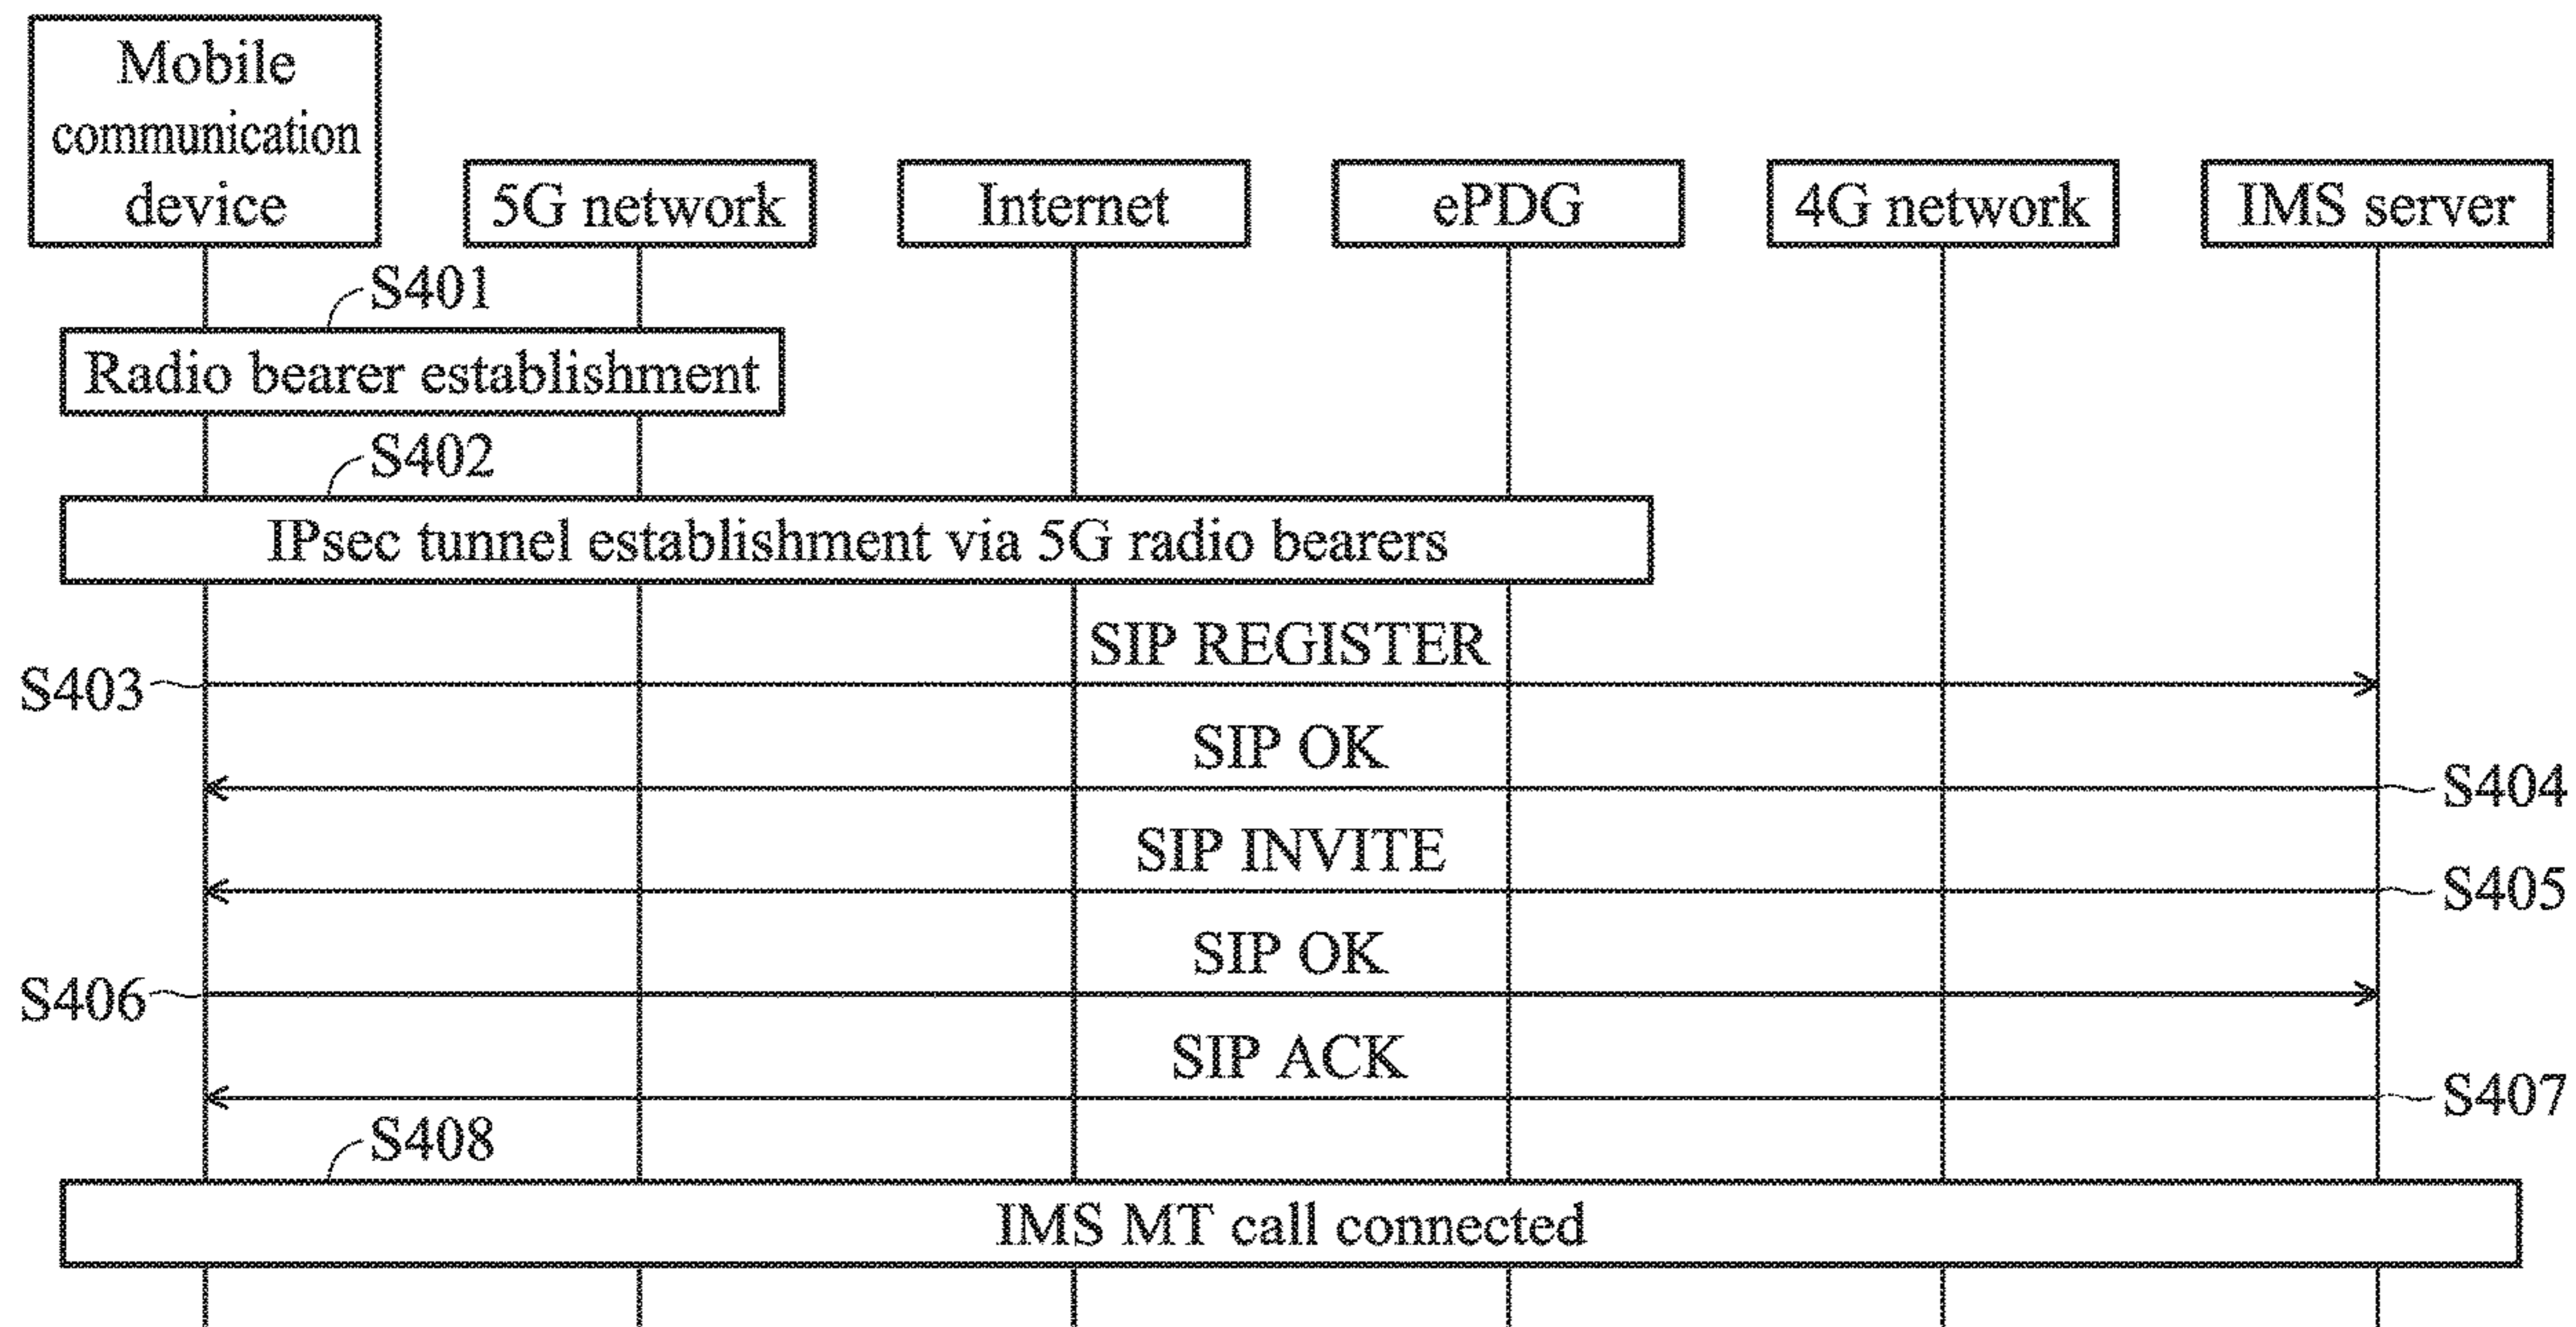 Mobile
communication
device
5G network
Internet
ePDG
4G network
IMS server
S401
Radio bearer establishment
S402
IPsec tunnel establishment via 5G radio bearers
SIP REGISTER
S403
SIP OK
S404
SIP INVITE
S405
SIP OK
S406
SIP ACK
S407
S408
IMS MT call connected